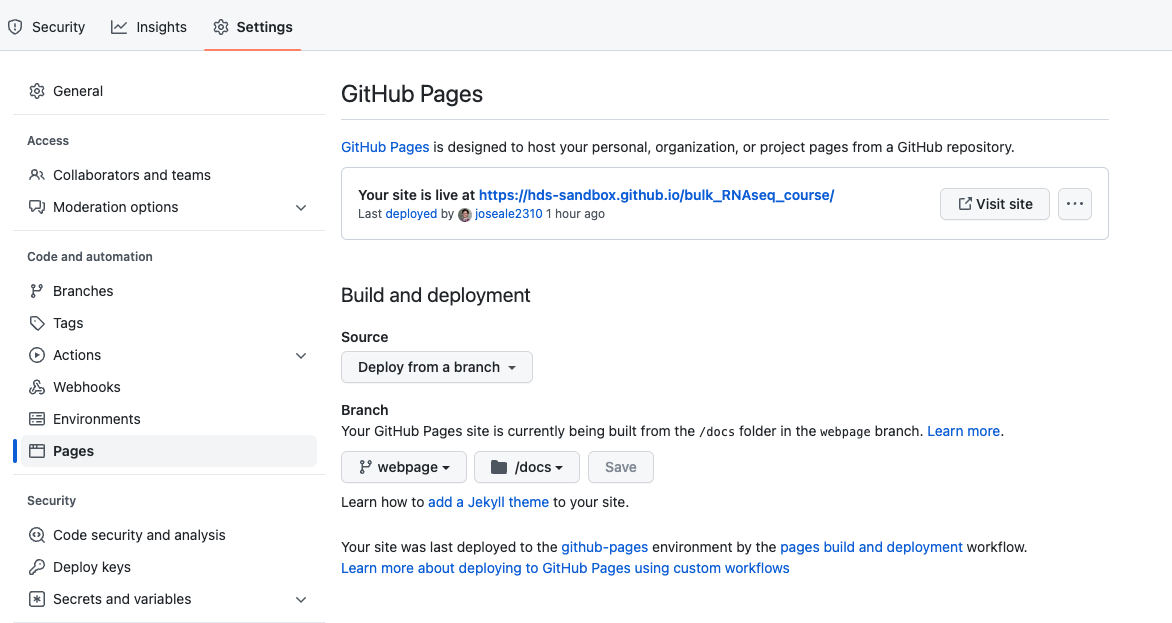 Security Insights Settings
General
Access
Collaborators and teams
Moderation options
Code and automation
Branches
Tags
Actions
Webhooks
Environments
Pages
Security
Code security and analysis
Deploy keys
Secrets and variables
GitHub Pages
GitHub Pages is designed to host your personal, organization, or project pages from a GitHub repository.
Your site is live at https://hds-sandbox.github.io/bulk_RNAseq_course/
Last deployed by joseale2310 1 hour ago
Visit site
Build and deployment
Source
Deploy from a branch
Branch
Your GitHub Pages site is currently being built from the /docs folder in the webpage branch. Learn more.
webpage /docs Save
Learn how to add a Jekyll theme to your site.
Your site was last deployed to the github-pages environment by the pages build and deployment workflow.
Learn more about deploying to GitHub Pages using custom workflows